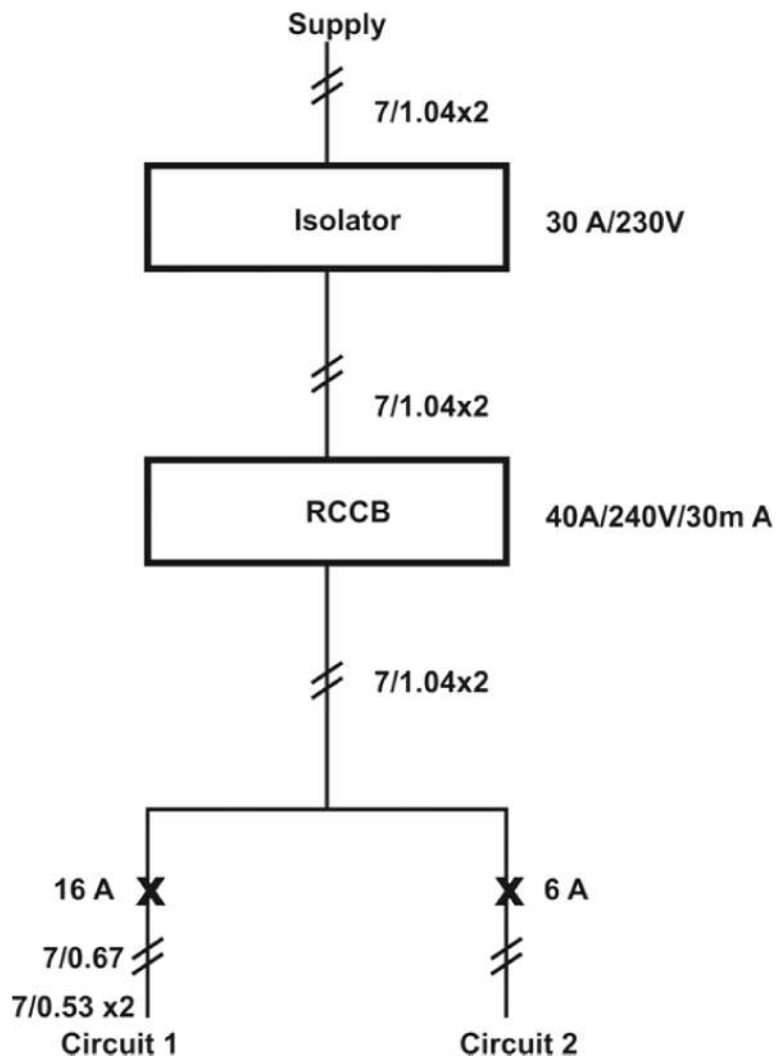 Supply
7/1.04x2
Isolator
30 A/230V
7/1.04x2
RCCB
40A/240V/30m A
7/1.04x2
16 A
6 A
7/0.67
7/0.53 x2
Circuit 1
Circuit 2